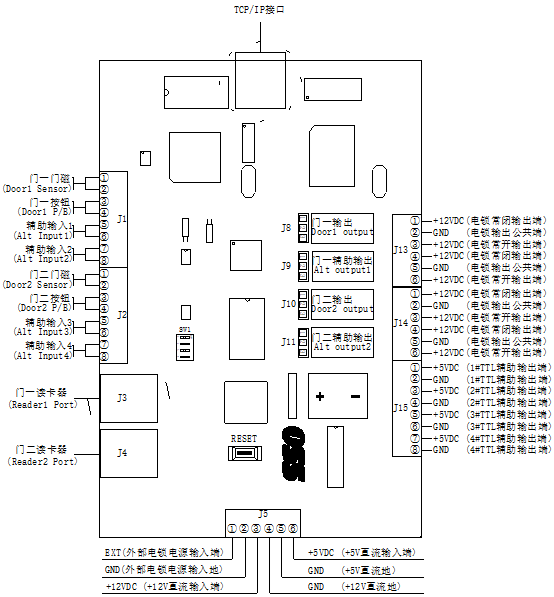 TCP/IP接口
门一门磁
(Door1 Sensor)
门一按钮
(Door1 P/B)
辅助输入1
(Alt Input1)
辅助输入2
(Alt Input2)
门二门磁
(Door2 Sensor)
门二按钮
(Door2 P/B)
辅助输入3
(Alt Input3)
辅助输入4
(Alt Input4)
门一读卡器
(Reader1 Port)
门二读卡器
(Reader2 Port)
① ② ③ ④ ⑤ ⑥ ⑦ ⑧
J1
① ② ③ ④ ⑤ ⑥ ⑦ ⑧
J2
J3
J4
SW1
RESET
OSS
J8
门一输出
Door1 output
J9
门一辅助输出
Alt output1
J10
门二输出
Door2 output
J11
门二辅助输出
Alt output2
+ −
J13
① +12VDC(电锁常闭输出端)
② GND (电锁输出公共端)
③ +12VDC(电锁常开输出端)
④ +12VDC(电锁常闭输出端)
⑤ GND (电锁输出公共端)
⑥ +12VDC(电锁常开输出端)
J14
① +12VDC(电锁常闭输出端)
② GND (电锁输出公共端)
③ +12VDC(电锁常开输出端)
④ +12VDC(电锁常闭输出端)
⑤ GND (电锁输出公共端)
⑥ +12VDC(电锁常开输出端)
J15
① +5VDC (1#TTL辅助输出端)
② GND (1#TTL辅助输出端)
③ +5VDC (2#TTL辅助输出端)
④ GND (2#TTL辅助输出端)
⑤ +5VDC (3#TTL辅助输出端)
⑥ GND (3#TTL辅助输出端)
⑦ +5VDC (4#TTL辅助输出端)
⑧ GND (4#TTL辅助输出端)
J5
① ② ③ ④ ⑤ ⑥
EXT(外部电锁电源输入端)
GND(外部电锁电源输入地)
+12VDC (+12V直流输入端)
+5VDC (+5V直流输入端)
GND (+5V直流地)
GND (+12V直流地)